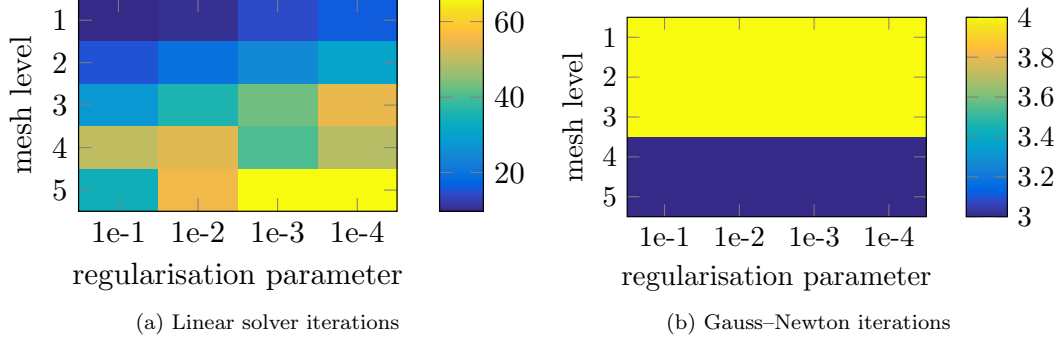 1
2
3
4
5
mesh level
1e-1 1e-2 1e-3 1e-4
regularisation parameter
60
40
20
(a) Linear solver iterations
1
2
3
4
5
mesh level
1e-1 1e-2 1e-3 1e-4
regularisation parameter
4
3.8
3.6
3.4
3.2
3
(b) Gauss–Newton iterations